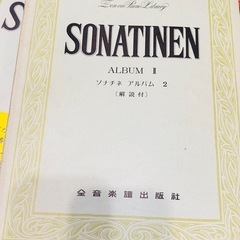 Zen-on Piano Library
SONATINEN
ALBUM Ⅱ
ソナチネ アルバム 2
〔解説付〕
全音楽譜出版社
S